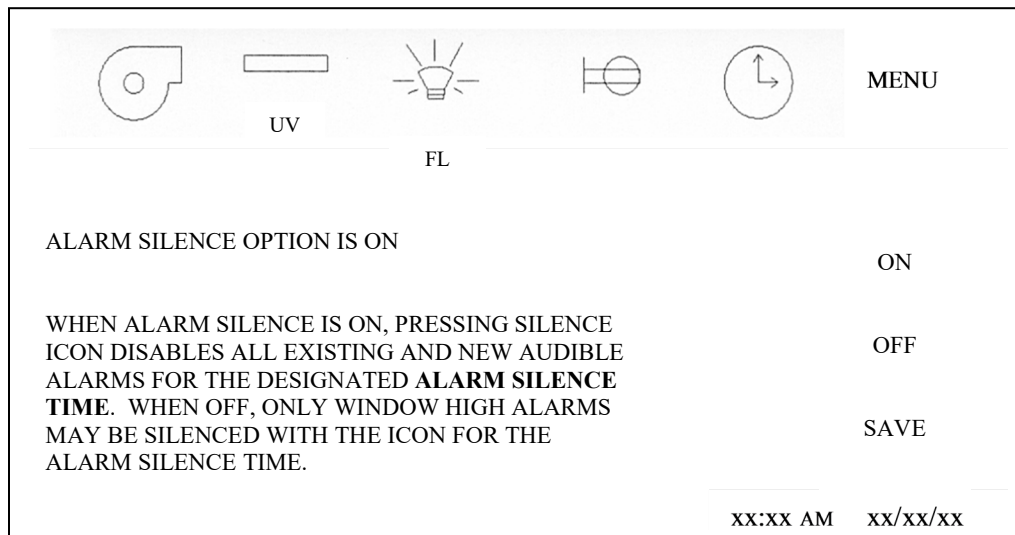 MENU
UV
FL
ALARM SILENCE OPTION IS ON
ON
WHEN ALARM SILENCE IS ON, PRESSING SILENCE
ICON DISABLES ALL EXISTING AND NEW AUDIBLE
ALARMS FOR THE DESIGNATED ALARM SILENCE
TIME. WHEN OFF, ONLY WINDOW HIGH ALARMS
MAY BE SILENCED WITH THE ICON FOR THE
ALARM SILENCE TIME.
OFF
SAVE
xx:xx AM xx/xx/xx